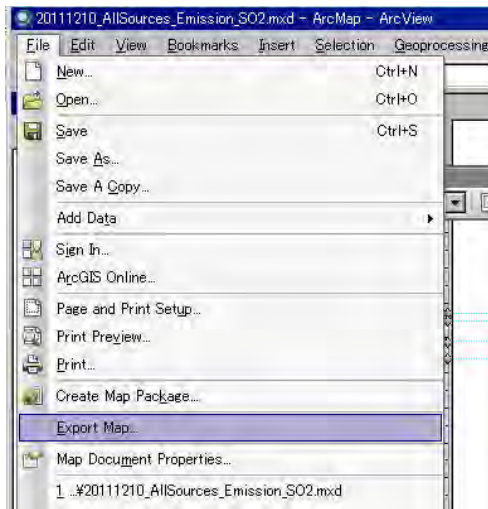 20111210_AllSources_Emission_SO2.mxd - ArcMap - ArcView
File Edit View Bookmarks Insert Selection Geoprocessing
New... Ctrl+N
Open... Ctrl+O
Save Ctrl+S
Save As...
Save A Copy...
Add Data
Sign In...
ArcGIS Online...
Page and Print Setup...
Print Preview...
Print...
Create Map Package...
Export Map...
Map Document Properties...
1 ..¥20111210_AllSources_Emission_SO2.mxd